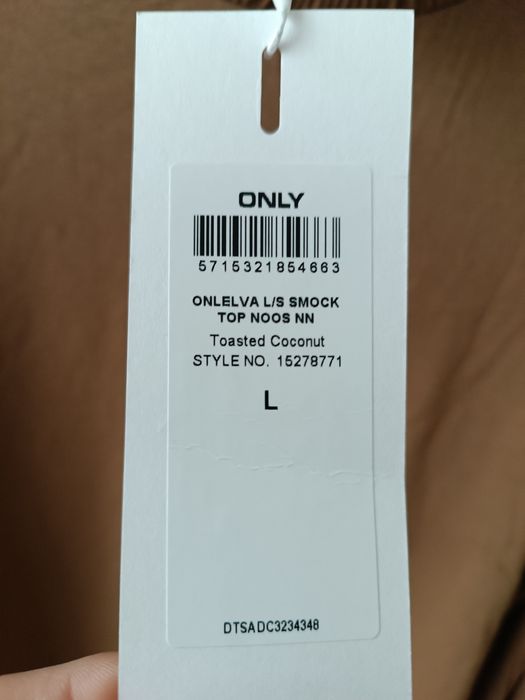 ONLY
5715321854663
ONLELVA L/S SMOCK
TOP NOOS NN
Toasted Coconut
STYLE NO. 15278771
L
DTSADC3234348